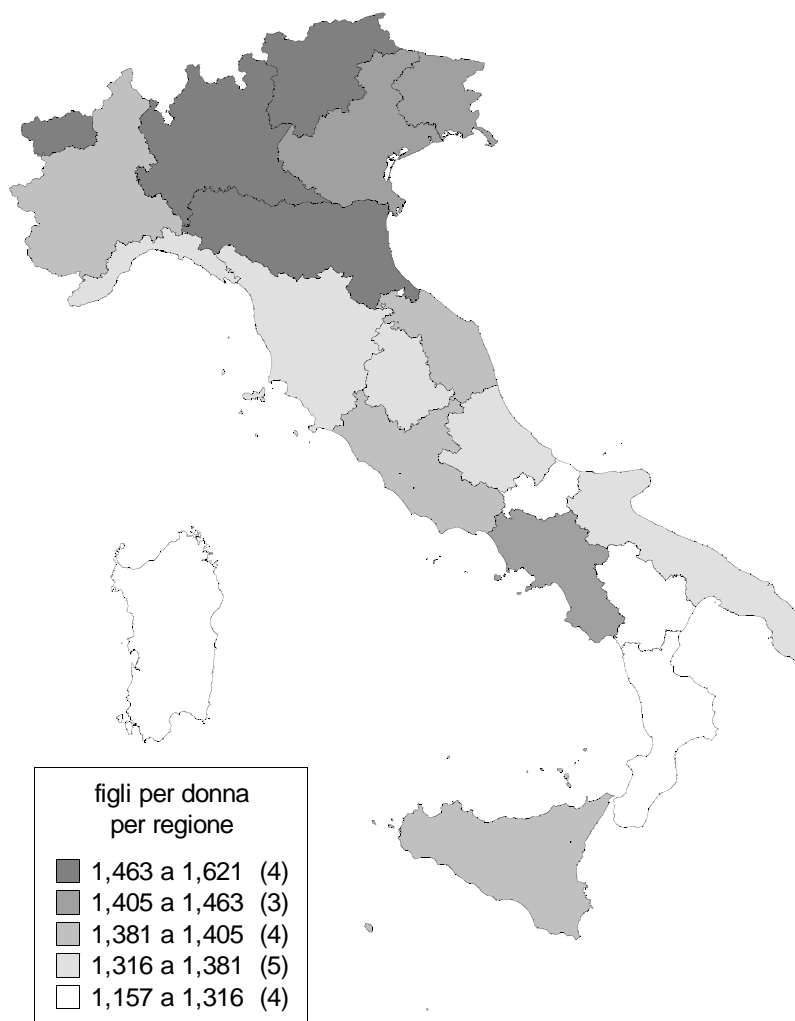 figli per donna
per regione
1,463 a 1,621 (4)
1,405 a 1,463 (3)
1,381 a 1,405 (4)
1,316 a 1,381 (5)
1,157 a 1,316 (4)